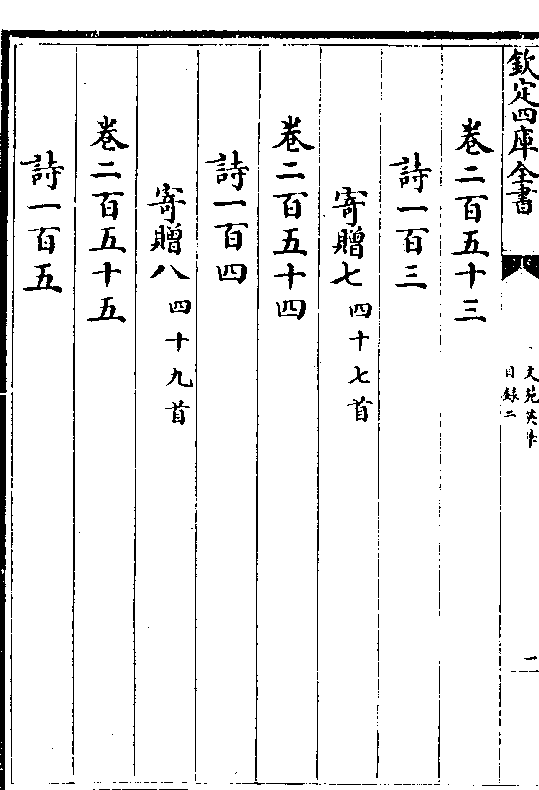 欽定四庫全書
文苑英華
目錄二
一
卷二百五十三
詩一百三
寄贈七 四十七首
卷二百五十四
詩一百四
寄贈八 四十九首
卷二百五十五
詩一百五